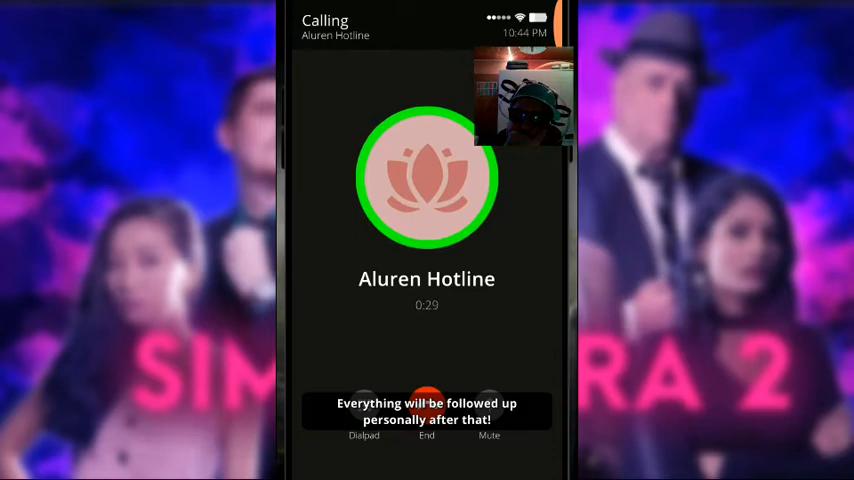 Calling
Aluren Hotline
10:44 PM
Aluren Hotline
0:29
Everything will be followed up
personally after that!
Dialpad
End
Mute
SIM
RA 2